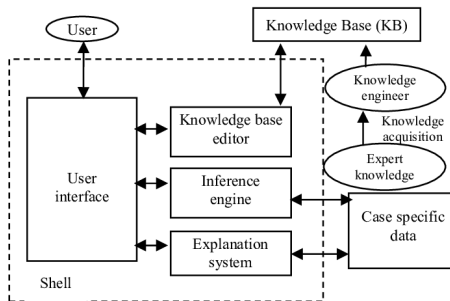 User
Knowledge Base (KB)
Knowledge
engineer
Knowledge
acquisition
Knowledge base
editor
Expert
knowledge
User
interface
Inference
engine
Case specific
data
Explanation
system
Shell